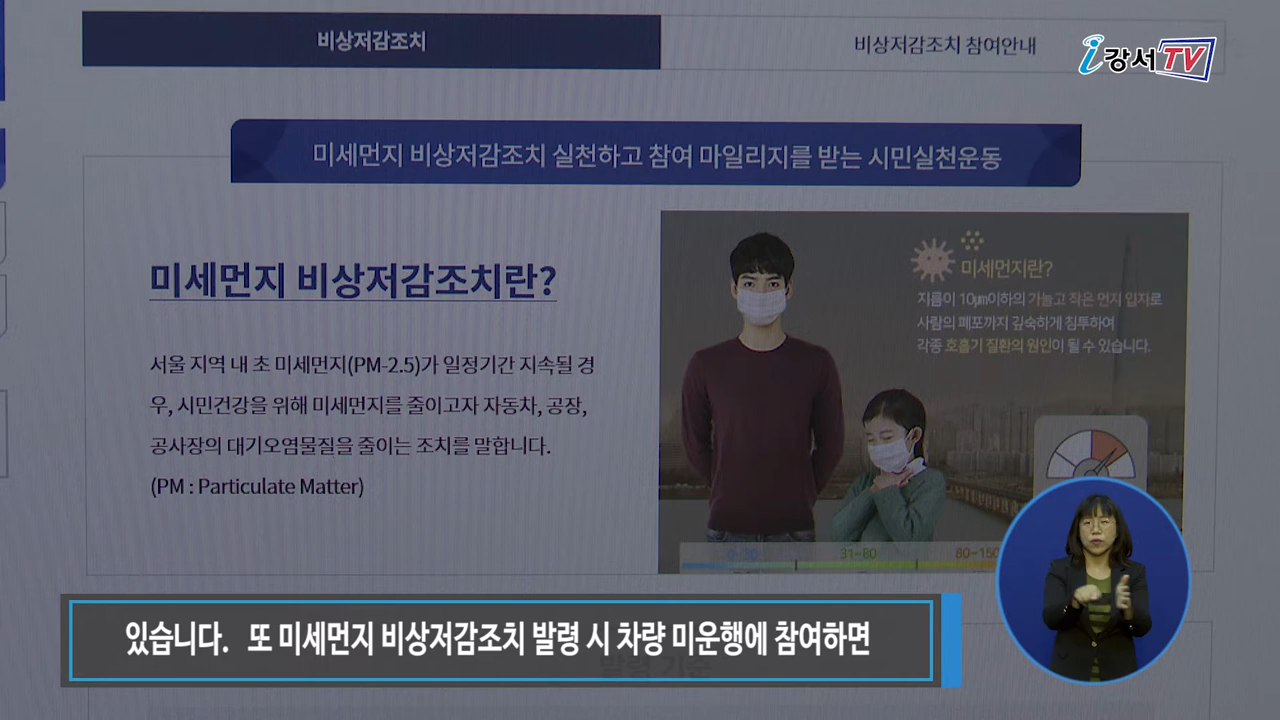 비상저감조치
비상저감조치 참여안내
i강서TV
미세먼지 비상저감조치 실천하고 참여 마일리지를 받는 시민실천운동
미세먼지 비상저감조치란?
서울 지역 내 초 미세먼지(PM-2.5)가 일정기간 지속될 경
우, 시민건강을 위해 미세먼지를 줄이고자 자동차, 공장,
공사장의 대기오염물질을 줄이는 조치를 말합니다.
(PM : Particulate Matter)
미세먼지란?
지름이 10㎛이하의 가늘고 작은 먼지 입자로
사람의 폐포까지 깊숙하게 침투하여
각종 호흡기 질환의 원인이 될 수 있습니다.
0-30 31-80 80-150
있습니다. 또 미세먼지 비상저감조치 발령 시 차량 미운행에 참여하면
발령 기준